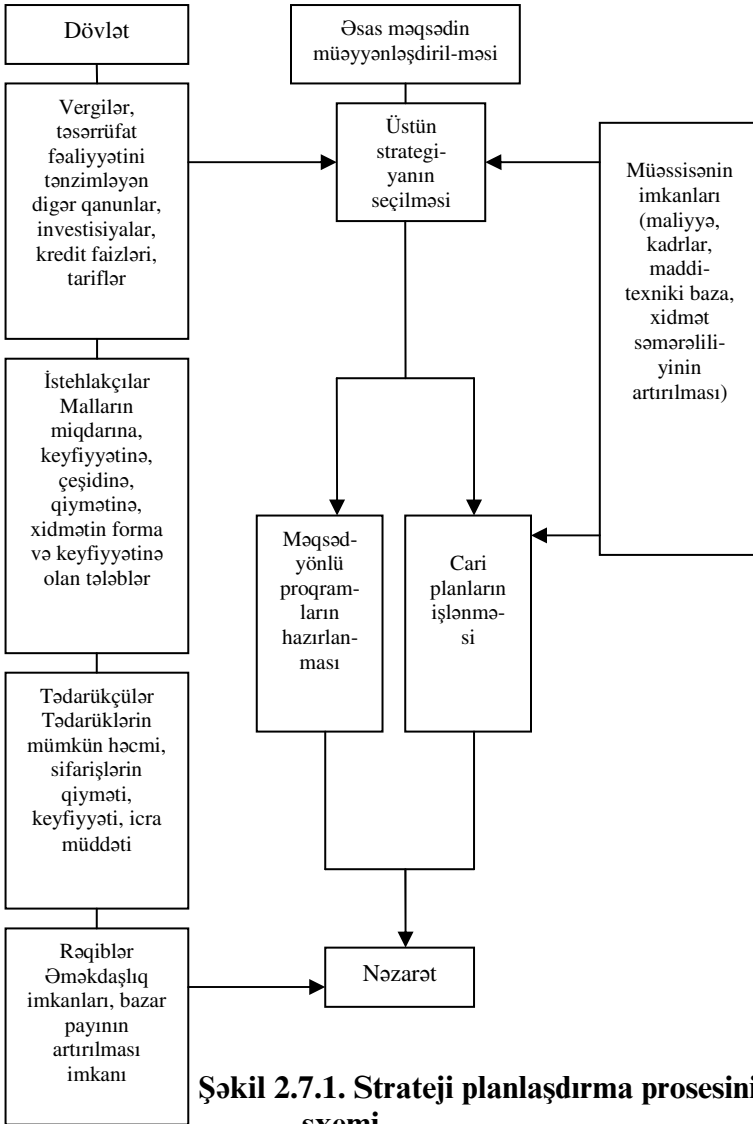 Dövlət
Vergilər,
təsərrüfat
fəaliyyətini
tənzimləyən
digər qanunlar,
investisiyalar,
kredit faizləri,
tariflər
İstehlakçılar
Malların
miqdarına,
keyfiyyətinə,
çeşidinə,
qiymətinə,
xidmətin forma
və keyfiyyətinə
olan tələblər
Tədarükçülər
Tədarüklərin
mümkün həcmi,
sifarişlərin
qiyməti,
keyfiyyəti, icra
müddəti
Rəqiblər
Əməkdaşlıq
imkanları, bazar
payının
artırılması
imkanı
Əsas məqsədin
müəyyənləşdiril-məsi
Üstün
strategi-
yanın
seçilməsi
Məqsəd-
yönlü
proqram-
ların
hazırlan-
ması
Cari
planların
işlənmə-
si
Nəzarət
Müəssisənin
imkanları
(maliyyə,
kadrlar,
maddi-
texniki baza,
xidmət
səmərəlili-
yinin
artırılması)
Şəkil 2.7.1. Strateji planlaşdırma prosesini
sxemi